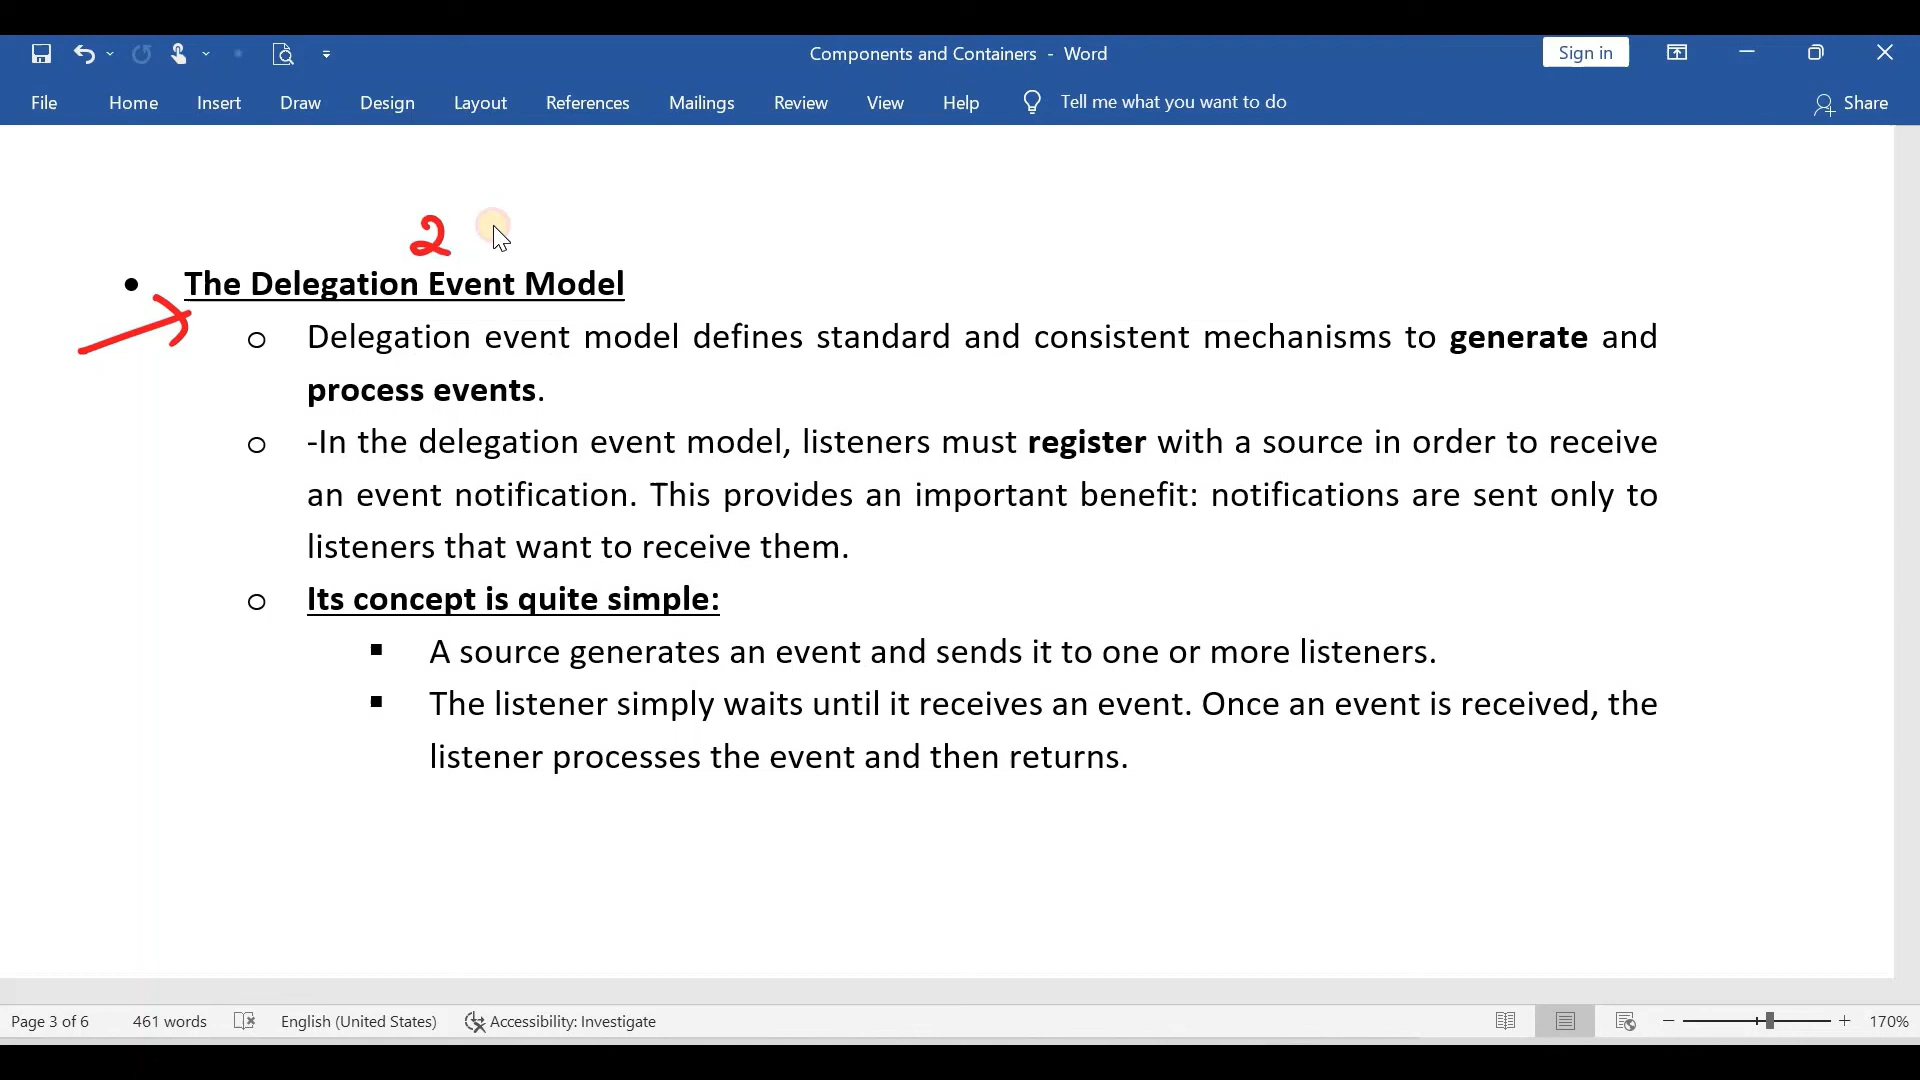 Components and Containers - Word
Sign in
File Home Insert Draw Design Layout References Mailings Review View Help Tell me what you want to do Share
2
• The Delegation Event Model
o Delegation event model defines standard and consistent mechanisms to generate and
process events.
o -In the delegation event model, listeners must register with a source in order to receive
an event notification. This provides an important benefit: notifications are sent only to
listeners that want to receive them.
o Its concept is quite simple:
▪ A source generates an event and sends it to one or more listeners.
▪ The listener simply waits until it receives an event. Once an event is received, the
listener processes the event and then returns.
Page 3 of 6 461 words English (United States) Accessibility: Investigate 170%